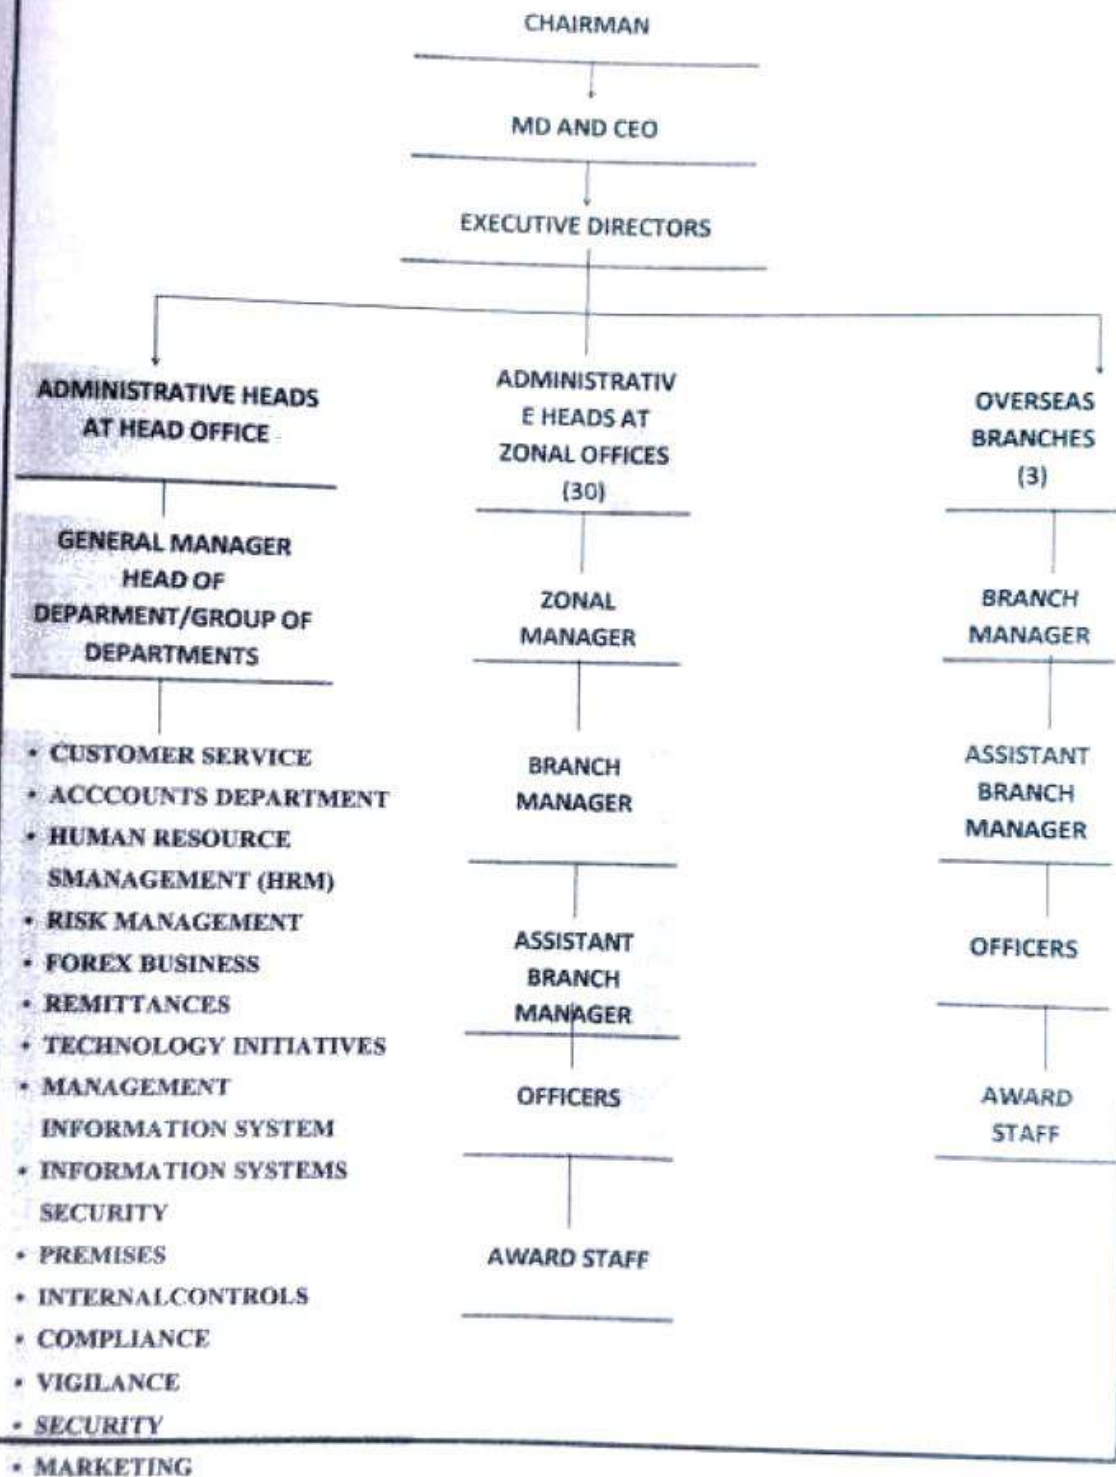 CHAIRMAN
MD AND CEO
EXECUTIVE DIRECTORS
ADMINISTRATIVE HEADS
AT HEAD OFFICE
GENERAL MANAGER
HEAD OF
DEPARMENT/GROUP OF
DEPARTMENTS
• CUSTOMER SERVICE
• ACCCOUNTS DEPARTMENT
• HUMAN RESOURCE
SMANAGEMENT (HRM)
• RISK MANAGEMENT
• FOREX BUSINESS
• REMITTANCES
• TECHNOLOGY INITIATIVES
• MANAGEMENT
INFORMATION SYSTEM
• INFORMATION SYSTEMS
SECURITY
• PREMISES
• INTERNALCONTROLS
• COMPLIANCE
• VIGILANCE
• SECURITY
• MARKETING
ADMINISTRATIV
E HEADS AT
ZONAL OFFICES
(30)
ZONAL
MANAGER
BRANCH
MANAGER
ASSISTANT
BRANCH
MANAGER
OFFICERS
AWARD STAFF
OVERSEAS
BRANCHES
(3)
BRANCH
MANAGER
ASSISTANT
BRANCH
MANAGER
OFFICERS
AWARD
STAFF